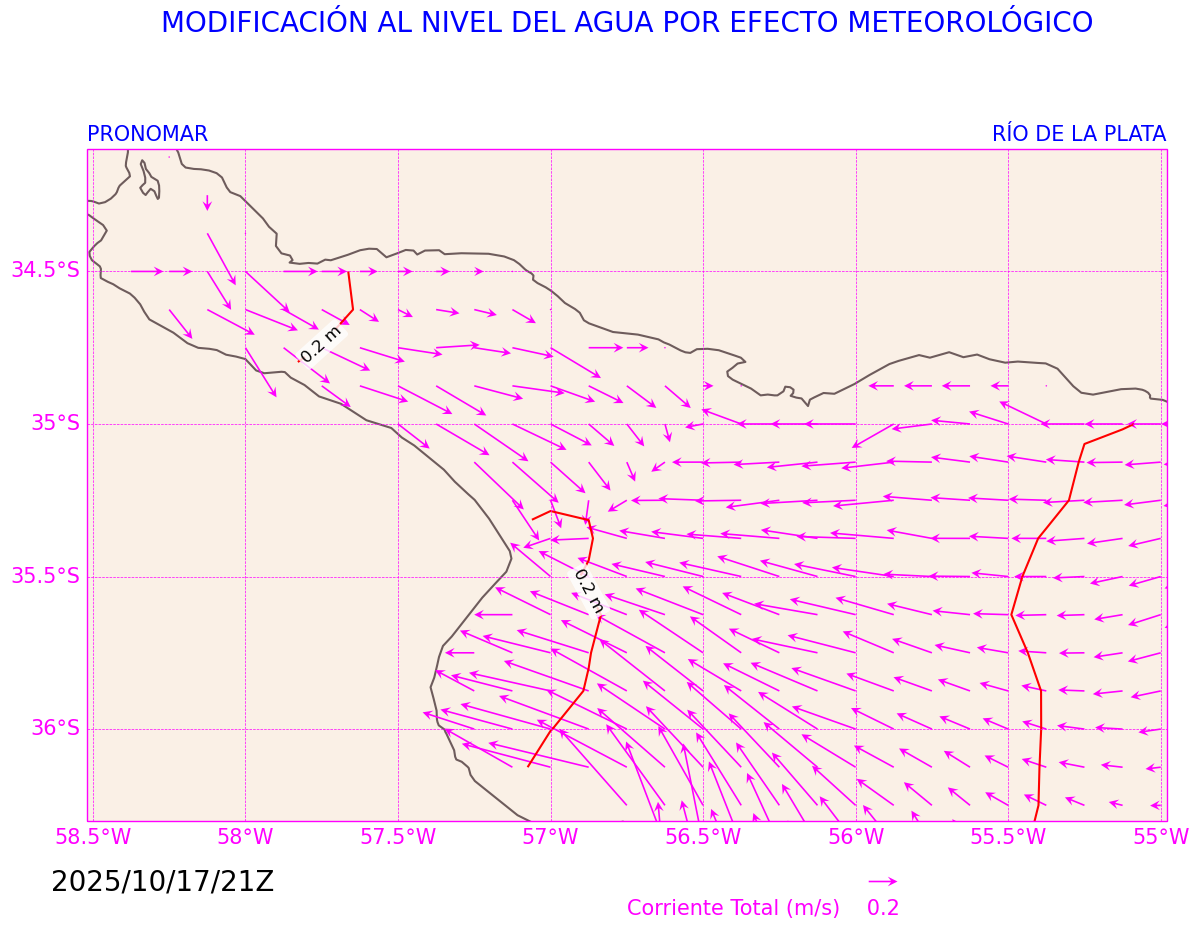 MODIFICACIÓN AL NIVEL DEL AGUA POR EFECTO METEOROLÓGICO
PRONOMAR
RÍO DE LA PLATA
34.5°S
0.2 m
35°S
35.5°S
0.2 m
36°S
58.5°W 58°W 57.5°W 57°W 56.5°W 56°W 55.5°W 55°W
2025/10/17/21Z
Corriente Total (m/s) 0.2